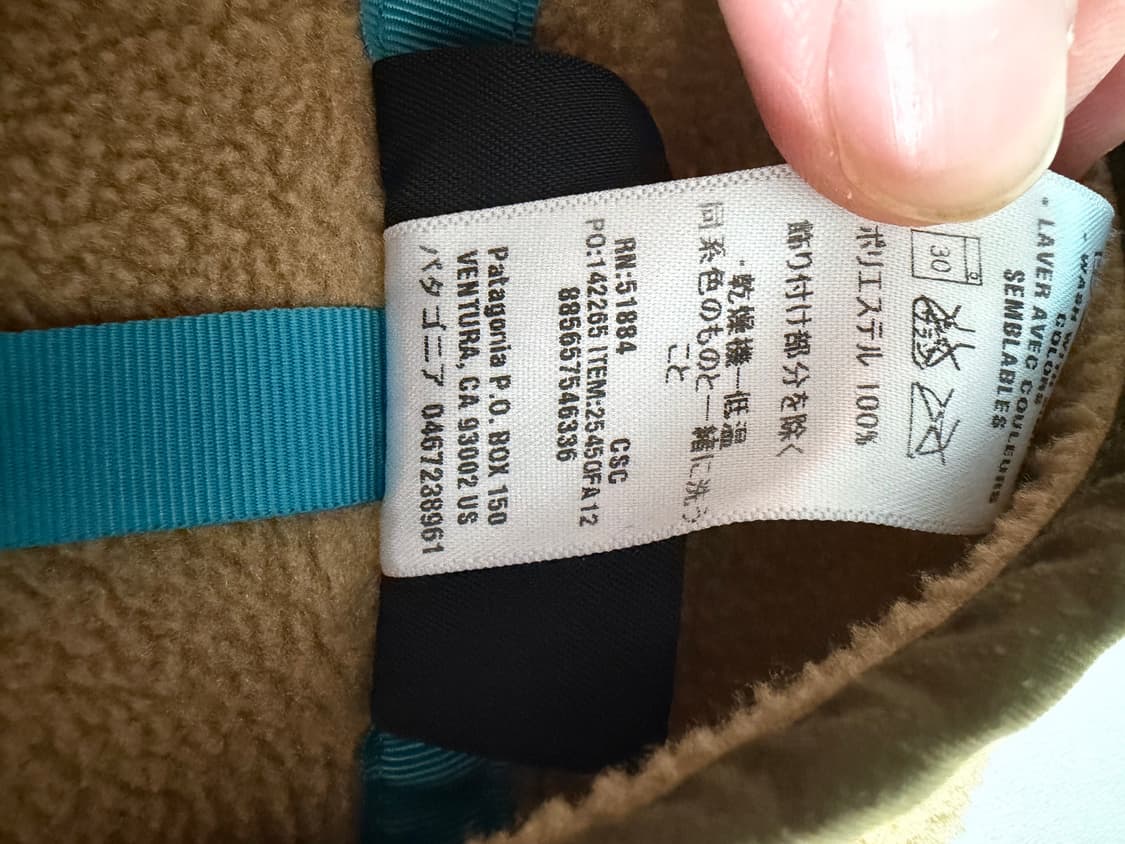 · WASH WITH
COLORS
· LAVER AVEC COULEURS
SEMBLABLES
30
ポリエステル 100%
飾り付け部分を除く
·乾燥機—低温
同系色のものと一緒に洗う
こと
RN:51884 CSC
PO:142265 ITEM:25450FA12
885657546336
Patagonia P.O. BOX 150
VENTURA, CA 93002 US
パタゴニア 0467238961